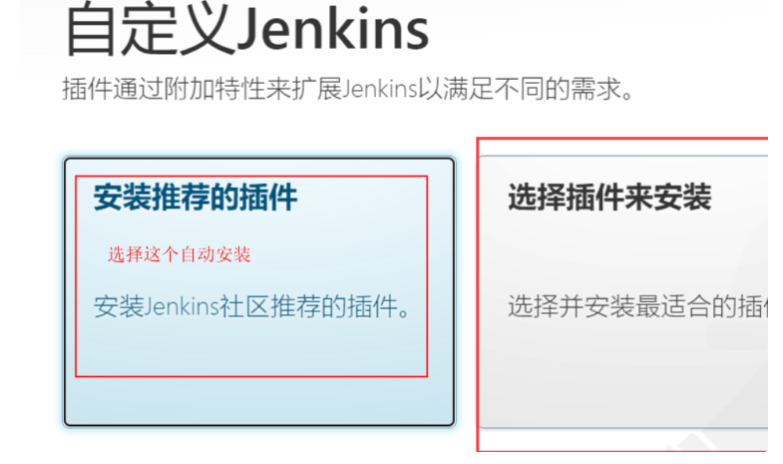 自定义Jenkins
插件通过附加特性来扩展Jenkins以满足不同的需求。
安装推荐的插件
选择这个自动安装
安装Jenkins社区推荐的插件。
选择插件来安装
选择并安装最适合的插